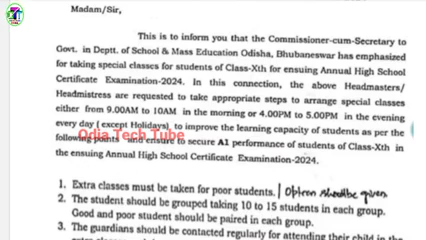 Madam/Sir,
This is to inform you that the Commissioner-cum-Secretary to
Govt. in Deptt. of School & Mass Education Odisha, Bhubaneswar has emphasized
for taking special classes for students of Class-Xth for ensuing Annual High School
Certificate Examination-2024. In this connection, the above Headmasters/
Headmistress are requested to take appropriate steps to arrange special classes
either from 9.00AM to 10AM in the morning or 4.00PM to 5.00PM in the evening
every day ( except Holidays), to improve the learning capacity of students as per the
following points and ensure to secure A1 performance of students of Class-Xth in
Odia Tech Tube
the ensuing Annual High School Certificate Examination-2024.
1. Extra classes must be taken for poor students. | Option should be given
2. The student should be grouped taking 10 to 15 students in each group.
Good and poor student should be paired in each group.
3. The guardians should be contacted regularly for attending their child in the